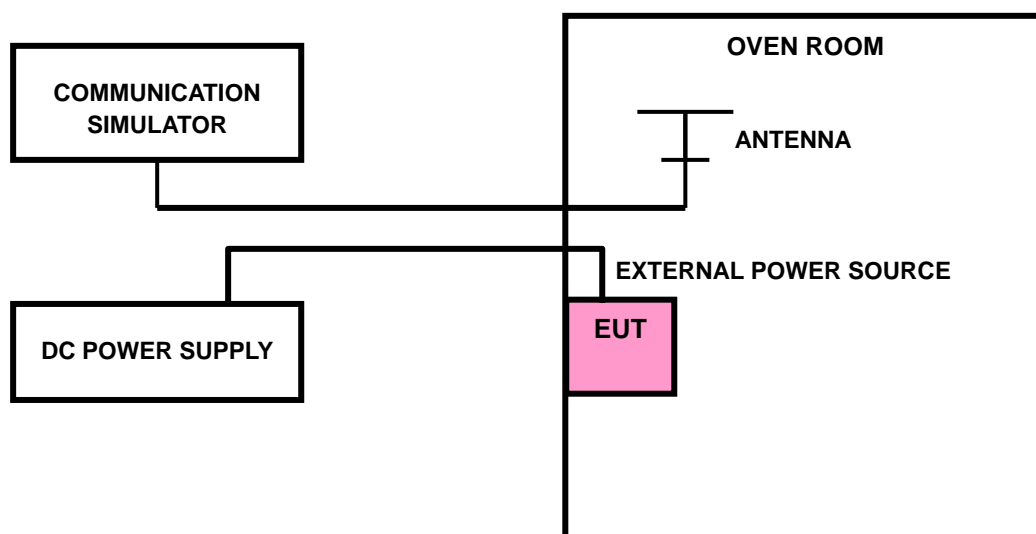 OVEN ROOM
COMMUNICATION
SIMULATOR
ANTENNA
EXTERNAL POWER SOURCE
EUT
DC POWER SUPPLY